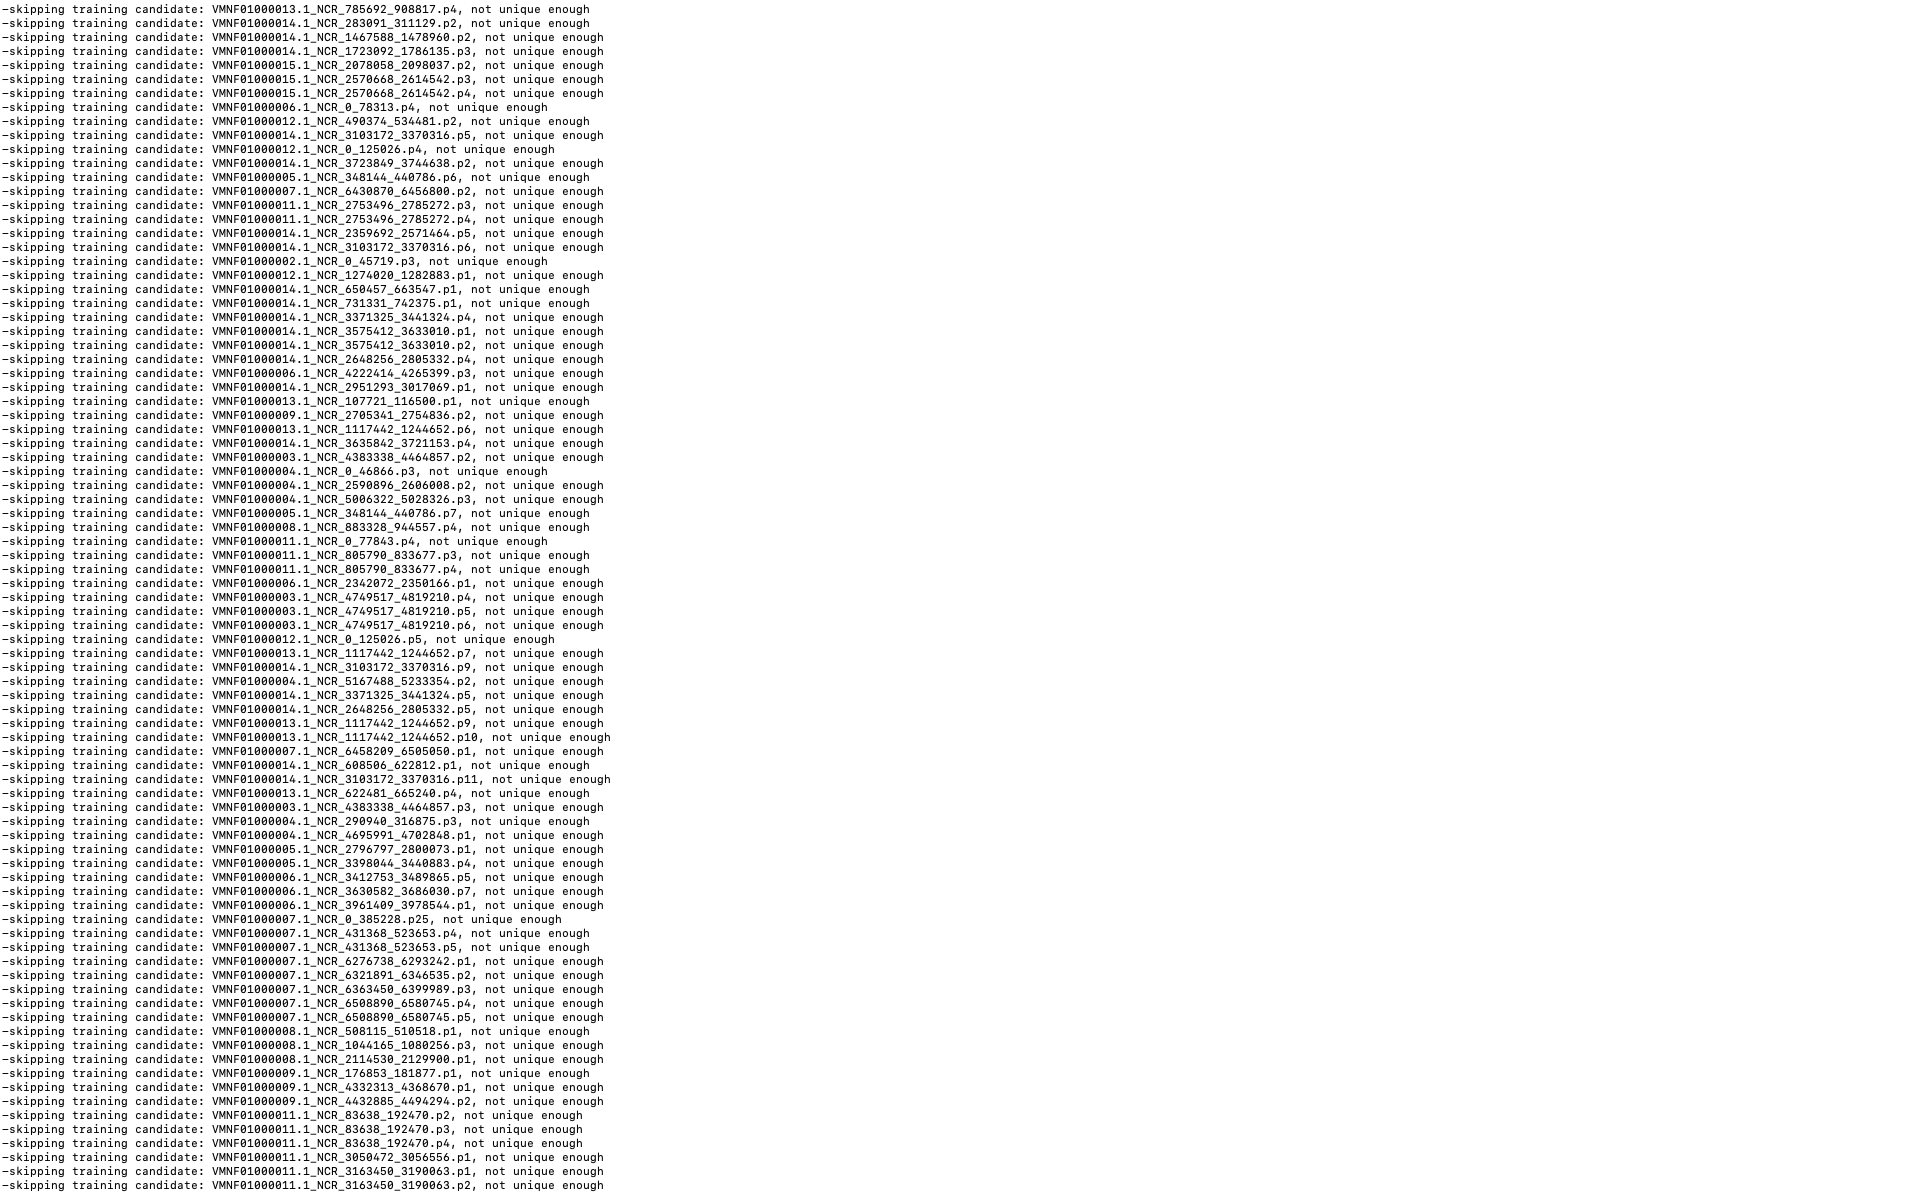 -skipping training candidate: VMNF01000013.1_NCR_785692_908817.p4, not unique enough
-skipping training candidate: VMNF01000014.1_NCR_283091_311129.p2, not unique enough
-skipping training candidate: VMNF01000014.1_NCR_1467588_1478960.p2, not unique enough
-skipping training candidate: VMNF01000014.1_NCR_1723092_1786135.p3, not unique enough
-skipping training candidate: VMNF01000015.1_NCR_2078058_2098037.p2, not unique enough
-skipping training candidate: VMNF01000015.1_NCR_2570668_2614542.p3, not unique enough
-skipping training candidate: VMNF01000015.1_NCR_2570668_2614542.p4, not unique enough
-skipping training candidate: VMNF01000006.1_NCR_0_78313.p4, not unique enough
-skipping training candidate: VMNF01000012.1_NCR_490374_534481.p2, not unique enough
-skipping training candidate: VMNF01000014.1_NCR_3103172_3370316.p5, not unique enough
-skipping training candidate: VMNF01000012.1_NCR_0_125026.p4, not unique enough
-skipping training candidate: VMNF01000014.1_NCR_3723849_3744638.p2, not unique enough
-skipping training candidate: VMNF01000005.1_NCR_348144_440786.p6, not unique enough
-skipping training candidate: VMNF01000007.1_NCR_6430870_6456800.p2, not unique enough
-skipping training candidate: VMNF01000011.1_NCR_2753496_2785272.p3, not unique enough
-skipping training candidate: VMNF01000011.1_NCR_2753496_2785272.p4, not unique enough
-skipping training candidate: VMNF01000014.1_NCR_2359692_2571464.p5, not unique enough
-skipping training candidate: VMNF01000014.1_NCR_3103172_3370316.p6, not unique enough
-skipping training candidate: VMNF01000002.1_NCR_0_45719.p3, not unique enough
-skipping training candidate: VMNF01000012.1_NCR_1274020_1282883.p1, not unique enough
-skipping training candidate: VMNF01000014.1_NCR_650457_663547.p1, not unique enough
-skipping training candidate: VMNF01000014.1_NCR_731331_742375.p1, not unique enough
-skipping training candidate: VMNF01000014.1_NCR_3371325_3441324.p4, not unique enough
-skipping training candidate: VMNF01000014.1_NCR_3575412_3633010.p1, not unique enough
-skipping training candidate: VMNF01000014.1_NCR_3575412_3633010.p2, not unique enough
-skipping training candidate: VMNF01000014.1_NCR_2648256_2805332.p4, not unique enough
-skipping training candidate: VMNF01000006.1_NCR_4222414_4265399.p3, not unique enough
-skipping training candidate: VMNF01000014.1_NCR_2951293_3017069.p1, not unique enough
-skipping training candidate: VMNF01000013.1_NCR_107721_116500.p1, not unique enough
-skipping training candidate: VMNF01000009.1_NCR_2705341_2754836.p2, not unique enough
-skipping training candidate: VMNF01000013.1_NCR_1117442_1244652.p6, not unique enough
-skipping training candidate: VMNF01000014.1_NCR_3635842_3721153.p4, not unique enough
-skipping training candidate: VMNF01000003.1_NCR_4383338_4464857.p2, not unique enough
-skipping training candidate: VMNF01000004.1_NCR_0_46866.p3, not unique enough
-skipping training candidate: VMNF01000004.1_NCR_2590896_2606008.p2, not unique enough
-skipping training candidate: VMNF01000004.1_NCR_5006322_5028326.p3, not unique enough
-skipping training candidate: VMNF01000005.1_NCR_348144_440786.p7, not unique enough
-skipping training candidate: VMNF01000008.1_NCR_883328_944557.p4, not unique enough
-skipping training candidate: VMNF01000011.1_NCR_0_77843.p4, not unique enough
-skipping training candidate: VMNF01000011.1_NCR_805790_833677.p3, not unique enough
-skipping training candidate: VMNF01000011.1_NCR_805790_833677.p4, not unique enough
-skipping training candidate: VMNF01000006.1_NCR_2342072_2350166.p1, not unique enough
-skipping training candidate: VMNF01000003.1_NCR_4749517_4819210.p4, not unique enough
-skipping training candidate: VMNF01000003.1_NCR_4749517_4819210.p5, not unique enough
-skipping training candidate: VMNF01000003.1_NCR_4749517_4819210.p6, not unique enough
-skipping training candidate: VMNF01000012.1_NCR_0_125026.p5, not unique enough
-skipping training candidate: VMNF01000013.1_NCR_1117442_1244652.p7, not unique enough
-skipping training candidate: VMNF01000014.1_NCR_3103172_3370316.p9, not unique enough
-skipping training candidate: VMNF01000004.1_NCR_5167488_5233354.p2, not unique enough
-skipping training candidate: VMNF01000014.1_NCR_3371325_3441324.p5, not unique enough
-skipping training candidate: VMNF01000014.1_NCR_2648256_2805332.p5, not unique enough
-skipping training candidate: VMNF01000013.1_NCR_1117442_1244652.p9, not unique enough
-skipping training candidate: VMNF01000013.1_NCR_1117442_1244652.p10, not unique enough
-skipping training candidate: VMNF01000007.1_NCR_6458209_6505050.p1, not unique enough
-skipping training candidate: VMNF01000014.1_NCR_608506_622812.p1, not unique enough
-skipping training candidate: VMNF01000014.1_NCR_3103172_3370316.p11, not unique enough
-skipping training candidate: VMNF01000013.1_NCR_622481_665240.p4, not unique enough
-skipping training candidate: VMNF01000003.1_NCR_4383338_4464857.p3, not unique enough
-skipping training candidate: VMNF01000004.1_NCR_290940_316875.p3, not unique enough
-skipping training candidate: VMNF01000004.1_NCR_4695991_4702848.p1, not unique enough
-skipping training candidate: VMNF01000005.1_NCR_2796797_2800073.p1, not unique enough
-skipping training candidate: VMNF01000005.1_NCR_3398044_3440883.p4, not unique enough
-skipping training candidate: VMNF01000006.1_NCR_3412753_3489865.p5, not unique enough
-skipping training candidate: VMNF01000006.1_NCR_3630582_3686030.p7, not unique enough
-skipping training candidate: VMNF01000006.1_NCR_3961409_3978544.p1, not unique enough
-skipping training candidate: VMNF01000007.1_NCR_0_385228.p25, not unique enough
-skipping training candidate: VMNF01000007.1_NCR_431368_523653.p4, not unique enough
-skipping training candidate: VMNF01000007.1_NCR_431368_523653.p5, not unique enough
-skipping training candidate: VMNF01000007.1_NCR_6276738_6293242.p1, not unique enough
-skipping training candidate: VMNF01000007.1_NCR_6321891_6346535.p2, not unique enough
-skipping training candidate: VMNF01000007.1_NCR_6363450_6399989.p3, not unique enough
-skipping training candidate: VMNF01000007.1_NCR_6508890_6580745.p4, not unique enough
-skipping training candidate: VMNF01000007.1_NCR_6508890_6580745.p5, not unique enough
-skipping training candidate: VMNF01000008.1_NCR_508115_510518.p1, not unique enough
-skipping training candidate: VMNF01000008.1_NCR_1044165_1080256.p3, not unique enough
-skipping training candidate: VMNF01000008.1_NCR_2114530_2129900.p1, not unique enough
-skipping training candidate: VMNF01000009.1_NCR_176853_181877.p1, not unique enough
-skipping training candidate: VMNF01000009.1_NCR_4332313_4368670.p1, not unique enough
-skipping training candidate: VMNF01000009.1_NCR_4432885_4494294.p2, not unique enough
-skipping training candidate: VMNF01000011.1_NCR_83638_192470.p2, not unique enough
-skipping training candidate: VMNF01000011.1_NCR_83638_192470.p3, not unique enough
-skipping training candidate: VMNF01000011.1_NCR_83638_192470.p4, not unique enough
-skipping training candidate: VMNF01000011.1_NCR_3050472_3056556.p1, not unique enough
-skipping training candidate: VMNF01000011.1_NCR_3163450_3190063.p1, not unique enough
-skipping training candidate: VMNF01000011.1_NCR_3163450_3190063.p2, not unique enough